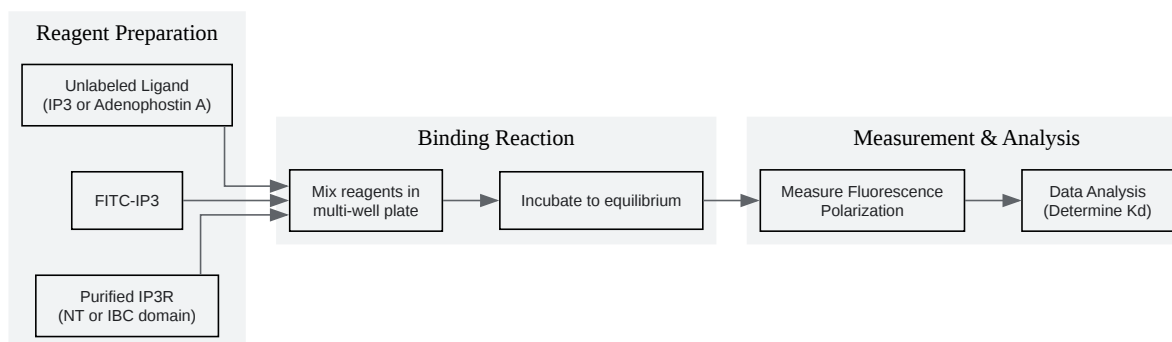 Reagent Preparation
Unlabeled Ligand
(IP3 or Adenophostin A)
FITC-IP3
Purified IP3R
(NT or IBC domain)
Binding Reaction
Mix reagents in
multi-well plate
Incubate to equilibrium
Measurement & Analysis
Measure Fluorescence
Polarization
Data Analysis
(Determine Kd)